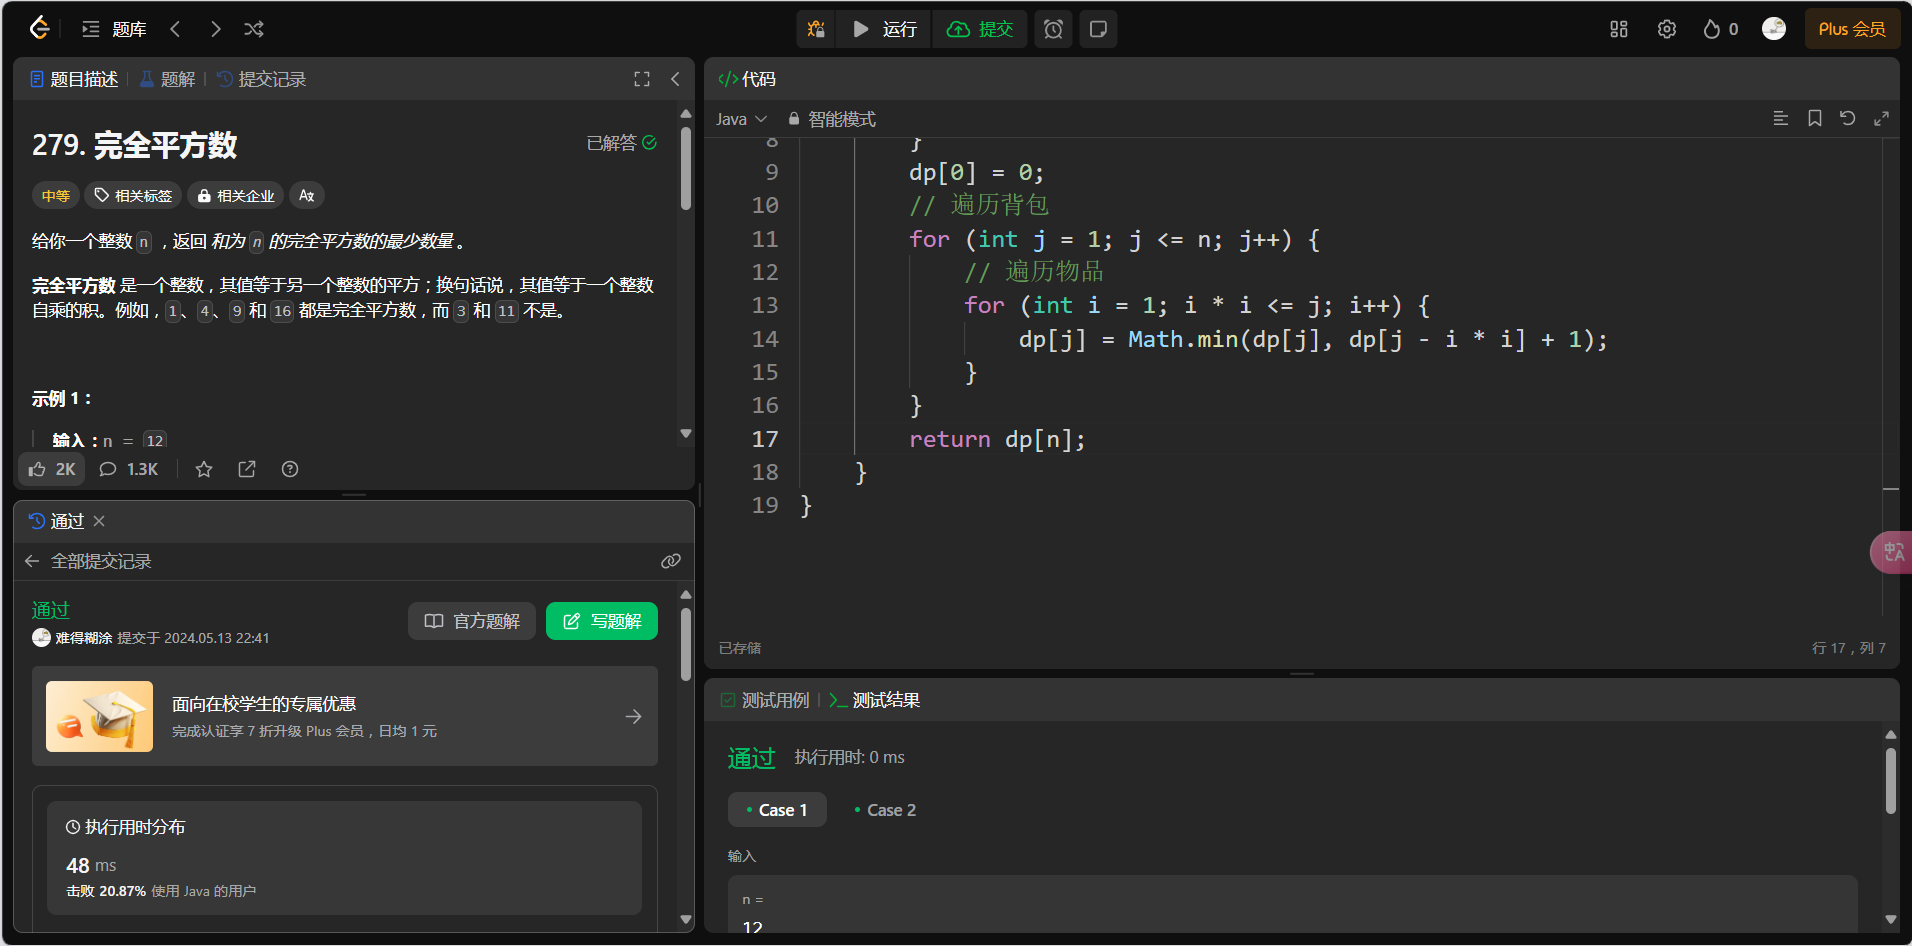 题库
运行
提交
0
Plus 会员
题目描述
题解
提交记录
279. 完全平方数
已解答
中等
相关标签
相关企业
给你一个整数 n ，返回 和为 n 的完全平方数的最少数量 。
完全平方数 是一个整数，其值等于另一个整数的平方；换句话说，其值等于一个整数
自乘的积。例如，1、4、9 和 16 都是完全平方数，而 3 和 11 不是。
示例 1：
输入：n = 12
2K
1.3K
通过
全部提交记录
通过
难得糊涂 提交于 2024.05.13 22:41
官方题解
写题解
面向在校学生的专属优惠
完成认证享 7 折升级 Plus 会员，日均 1 元
执行用时分布
48 ms
击败 20.87% 使用 Java 的用户
</> 代码
Java
智能模式
8 }
9 dp[0] = 0;
10 // 遍历背包
11 for (int j = 1; j <= n; j++) {
12 // 遍历物品
13 for (int i = 1; i * i <= j; i++) {
14 dp[j] = Math.min(dp[j], dp[j - i * i] + 1);
15 }
16 }
17 return dp[n];
18 }
19 }
已存储
行 17，列 7
测试用例
测试结果
通过
执行用时: 0 ms
Case 1
Case 2
输入
n =
12